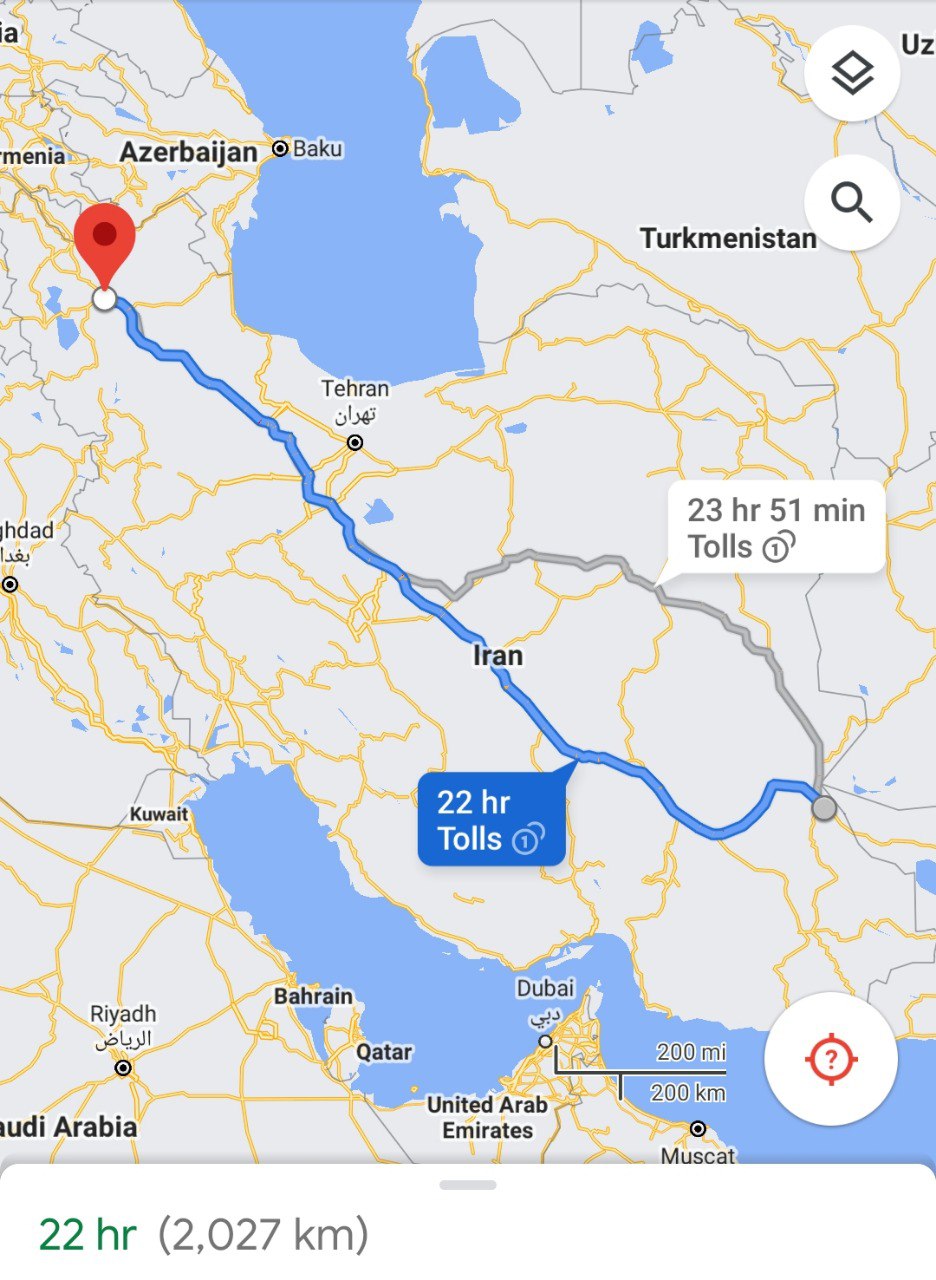 ia
Uz
rmenia
Azerbaijan
Baku
Turkmenistan
Tehran
تهران
23 hr 51 min
Tolls 1
ghdad
بغدا
Iran
22 hr
Tolls 1
Kuwait
Bahrain
Dubai
دبي
Riyadh
الرياض
Qatar
200 mi
200 km
?
United Arab
Emirates
audi Arabia
Muscat
22 hr (2,027 km)